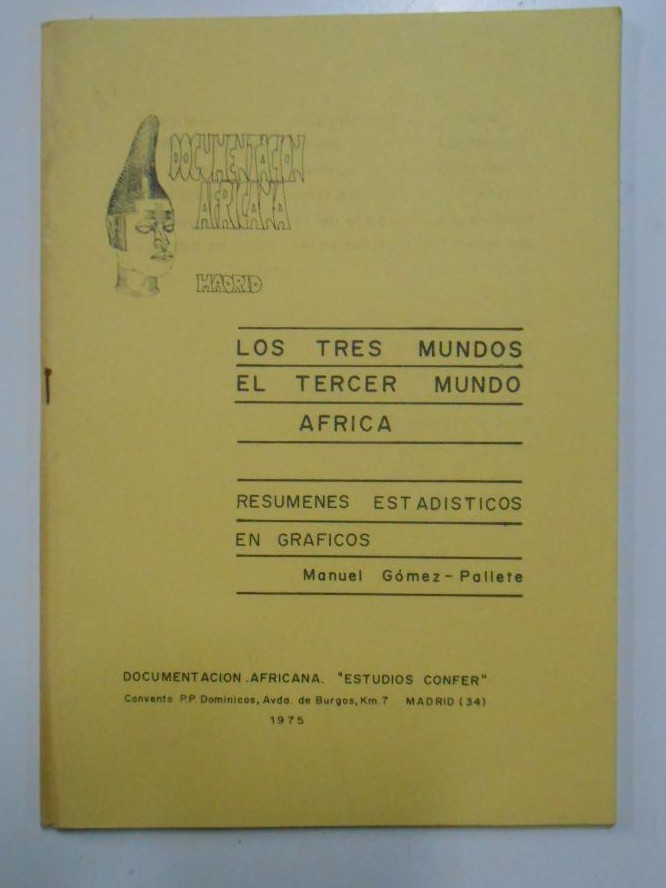 DOCUMENTACION
AFRICANA
MADRID
LOS TRES MUNDOS
EL TERCER MUNDO
AFRICA
RESUMENES ESTADISTICOS
EN GRAFICOS
Manuel Gómez-Pallete
DOCUMENTACION.AFRICANA. "ESTUDIOS CONFER"
Convento P.P. Dominicos, Avda. de Burgos, Km. 7 MADRID (34)
1975